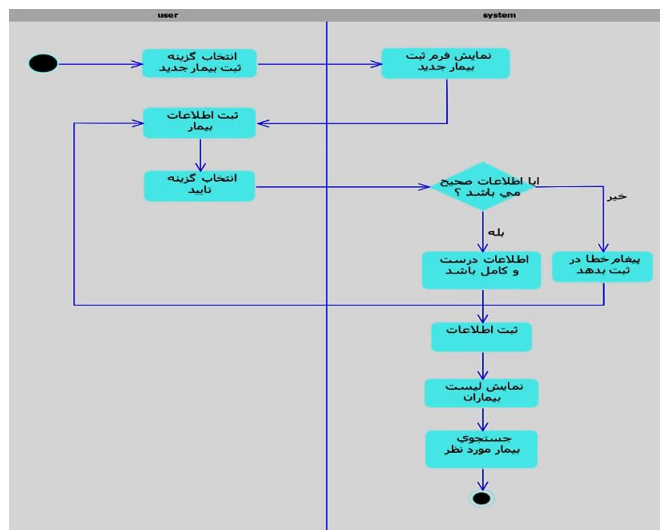 user
system
انتخاب گزینه
ثبت بیمار جدید
نمایش فرم ثبت
بیمار جدید
ثبت اطلاعات
بیمار
انتخاب گزینه
تایید
ایا اطلاعات صحیح
می باشد ؟
خیر
بله
اطلاعات درست
و کامل باشد
پیغام خطا در
ثبت بدهد
ثبت اطلاعات
نمایش لیست
بیمارات
جستجوی
بیمار مورد نظر